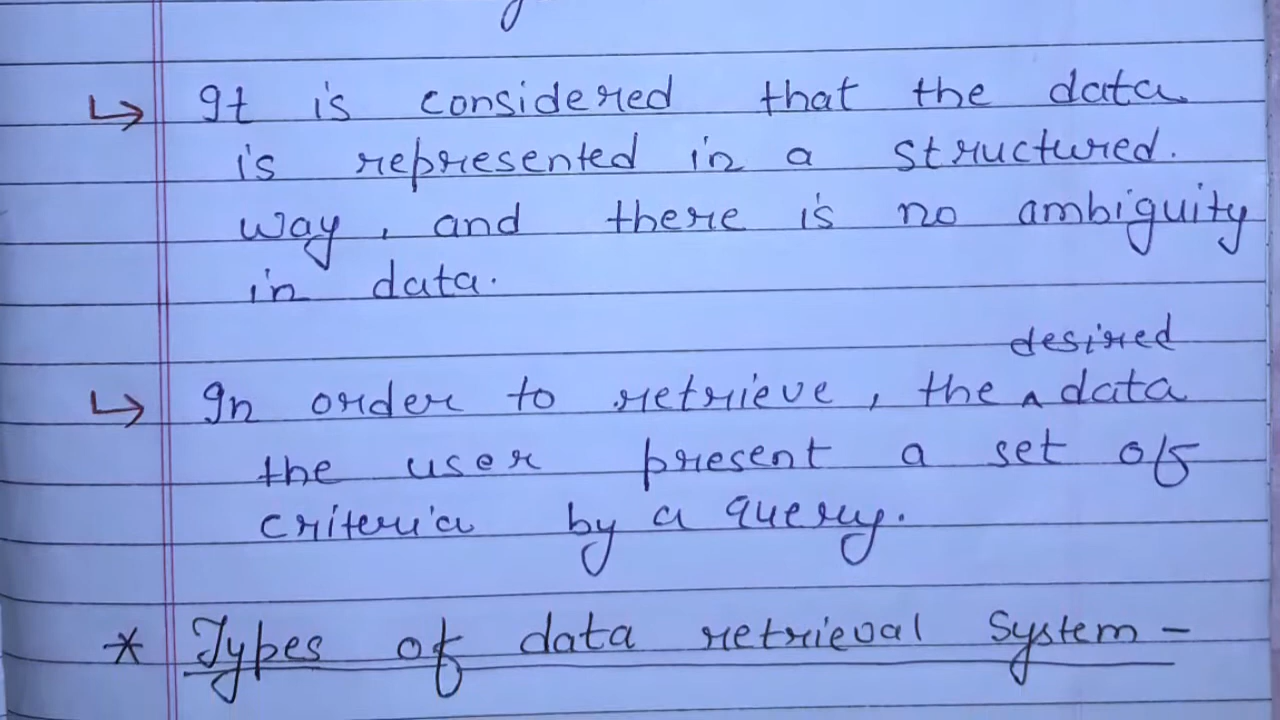 ↳ It is considered that the data
is represented in a structured.
way, and there is no ambiguity
in data.
desired
↳ In order to retrieve, the ^ data
the user present a set of
criteria by a query.
* Types of data retrieval system -